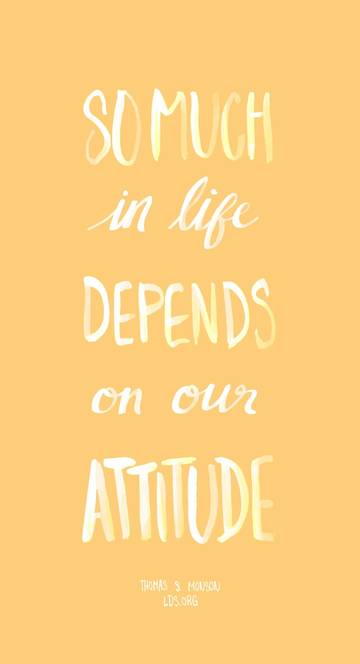 SO MUCH
in life
DEPENDS
on our
ATTITUDE
THOMAS S. MONSON
LDS.ORG